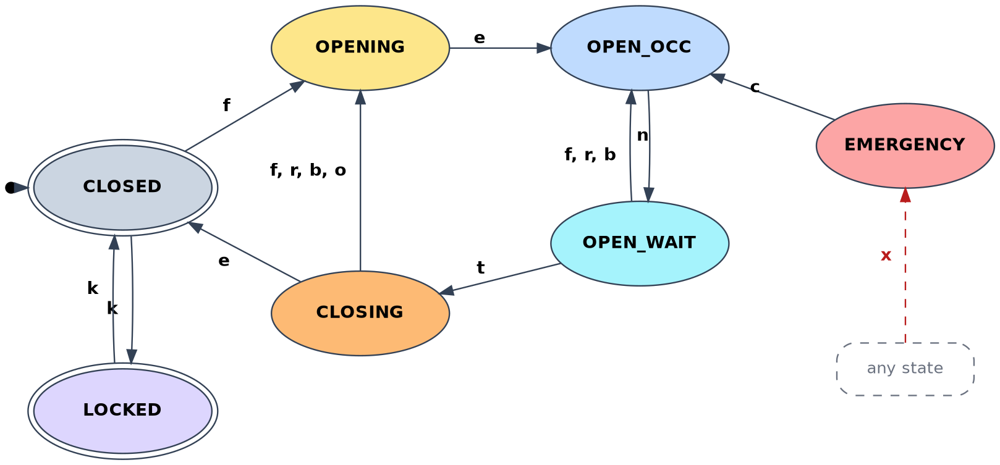 OPENING
e
OPEN_OCC
c
f
n
EMERGENCY
f, r, b
f, r, b, o
CLOSED
OPEN_WAIT
x
e
t
k
k
CLOSING
any state
LOCKED